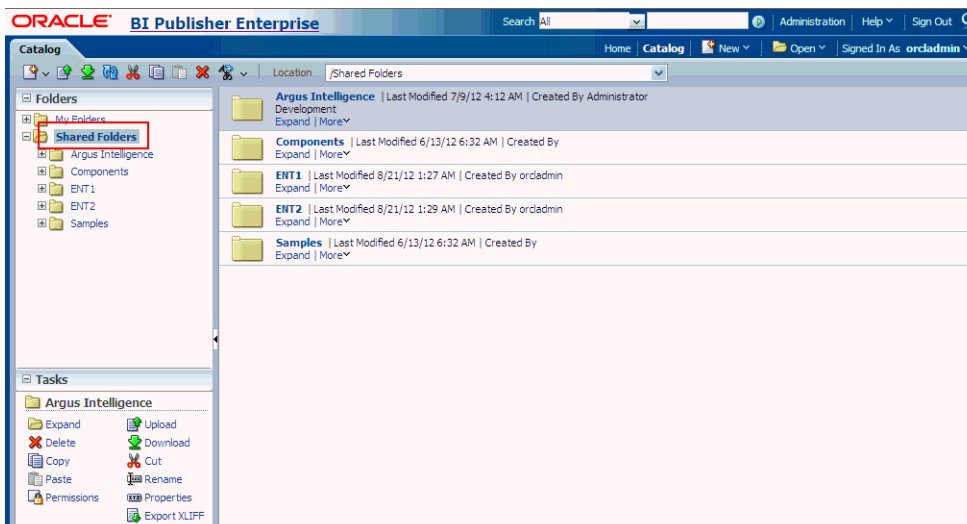 ORACLE BI Publisher Enterprise
Search All
Administration Help Sign Out
Catalog
Home Catalog New Open Signed In As orcladmin
Location /Shared Folders
Folders
My Folders
Shared Folders
Argus Intelligence
Components
ENT1
ENT2
Samples
Argus Intelligence | Last Modified 7/9/12 4:12 AM | Created By Administrator
Development
Expand | More
Components | Last Modified 6/13/12 6:32 AM | Created By
Expand | More
ENT1 | Last Modified 8/21/12 1:27 AM | Created By orcladmin
Expand | More
ENT2 | Last Modified 8/21/12 1:29 AM | Created By orcladmin
Expand | More
Samples | Last Modified 6/13/12 6:32 AM | Created By
Expand | More
Tasks
Argus Intelligence
Expand Upload
Delete Download
Copy Cut
Paste Rename
Permissions Properties
Export XLIFF